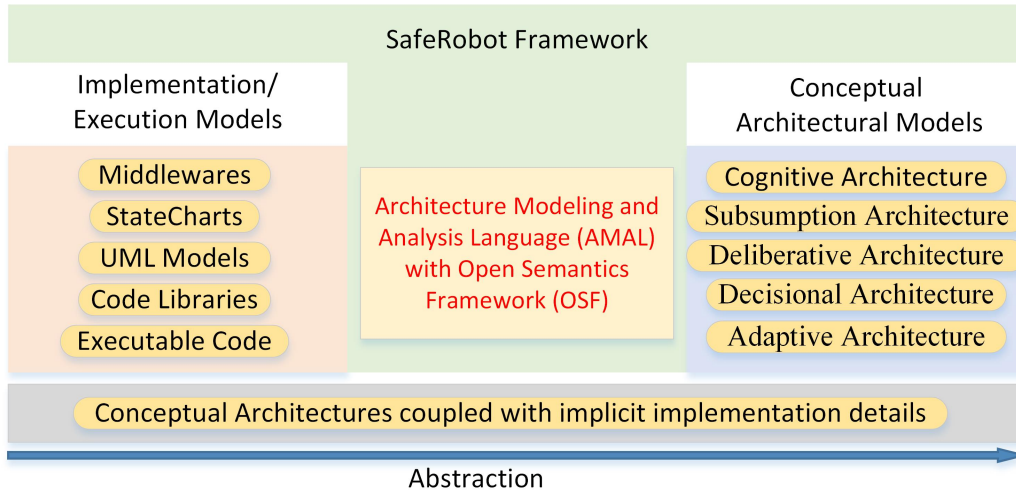 SafeRobot Framework
Implementation/
Execution Models
Middlewares
StateCharts
UML Models
Code Libraries
Executable Code
Architecture Modeling and
Analysis Language (AMAL)
with Open Semantics
Framework (OSF)
Conceptual
Architectural Models
Cognitive Architecture
Subsumption Architecture
Deliberative Architecture
Decisional Architecture
Adaptive Architecture
Conceptual Architectures coupled with implicit implementation details
Abstraction